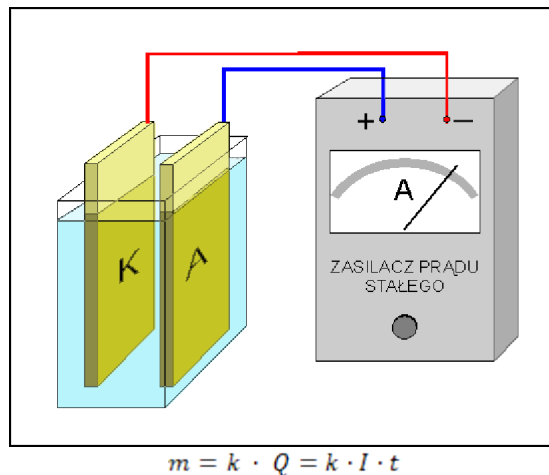 + −
A
K A
ZASILACZ PRĄDU
STAŁEGO
m = k · Q = k · I · t